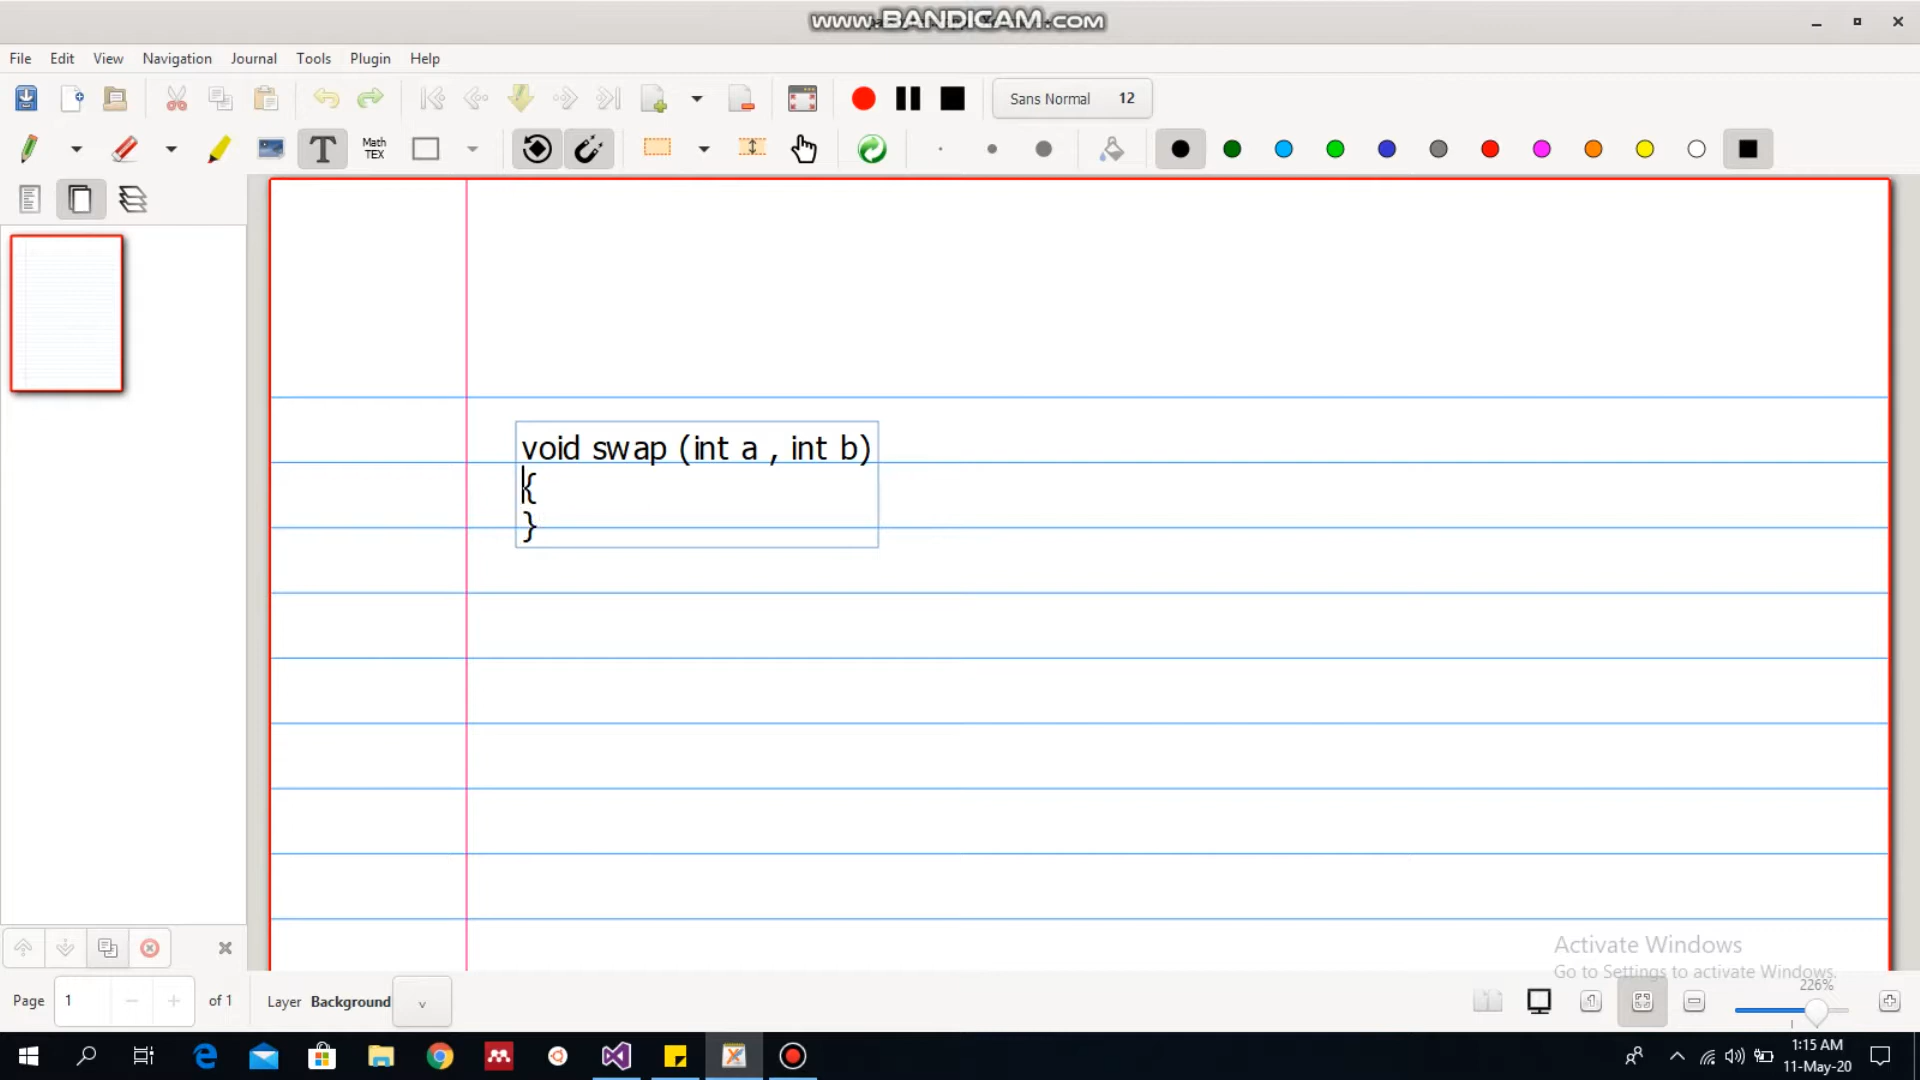 www.BANDICAM.com
File Edit View Navigation Journal Tools Plugin Help
Sans Normal 12
T Math TEX
void swap (int a , int b)
{
}
Activate Windows
Go to Settings to activate Windows.
Page 1 of 1 Layer Background v
226%
1:15 AM
11-May-20